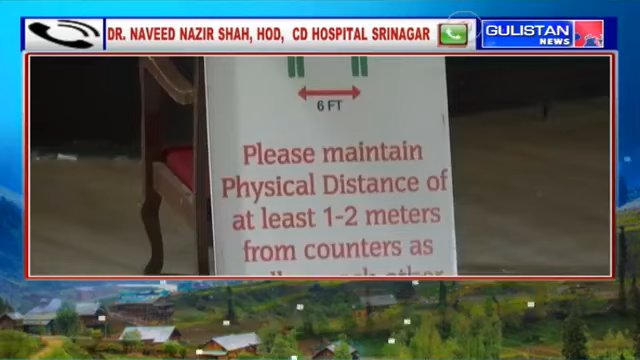 DR. NAVEED NAZIR SHAH, HOD, CD HOSPITAL SRINAGAR
GULISTAN
NEWS
6 FT
Please maintain
Physical Distance of
at least 1-2 meters
from counters as